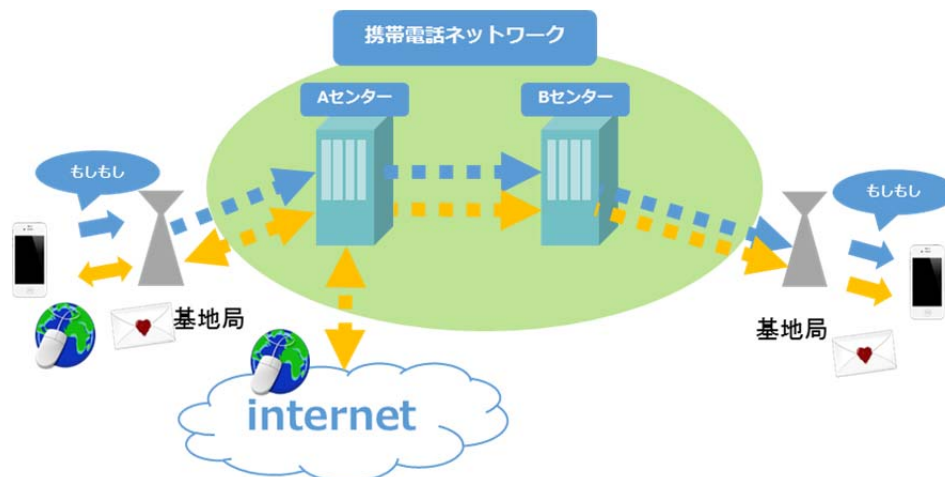 携帯電話ネットワーク
Aセンター
Bセンター
もしもし
もしもし
基地局
基地局
internet